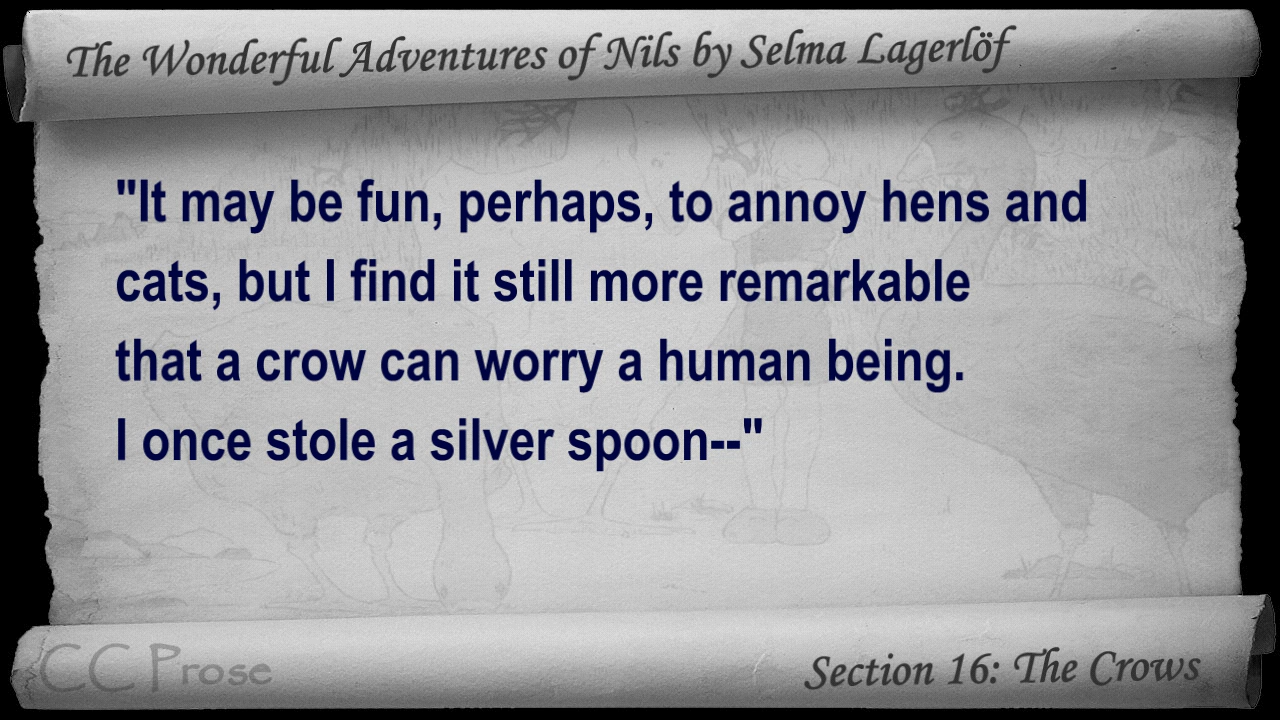 The Wonderful Adventures of Nils by Selma Lagerlöf
"It may be fun, perhaps, to annoy hens and
cats, but I find it still more remarkable
that a crow can worry a human being.
I once stole a silver spoon--"
CC Prose
Section 16: The Crows